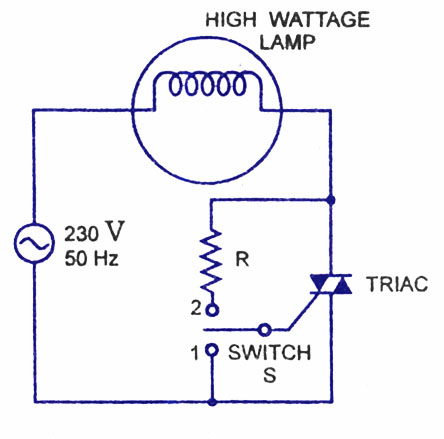 HIGH WATTAGE
LAMP
230 V
50 Hz
R
TRIAC
2
1
SWITCH
S